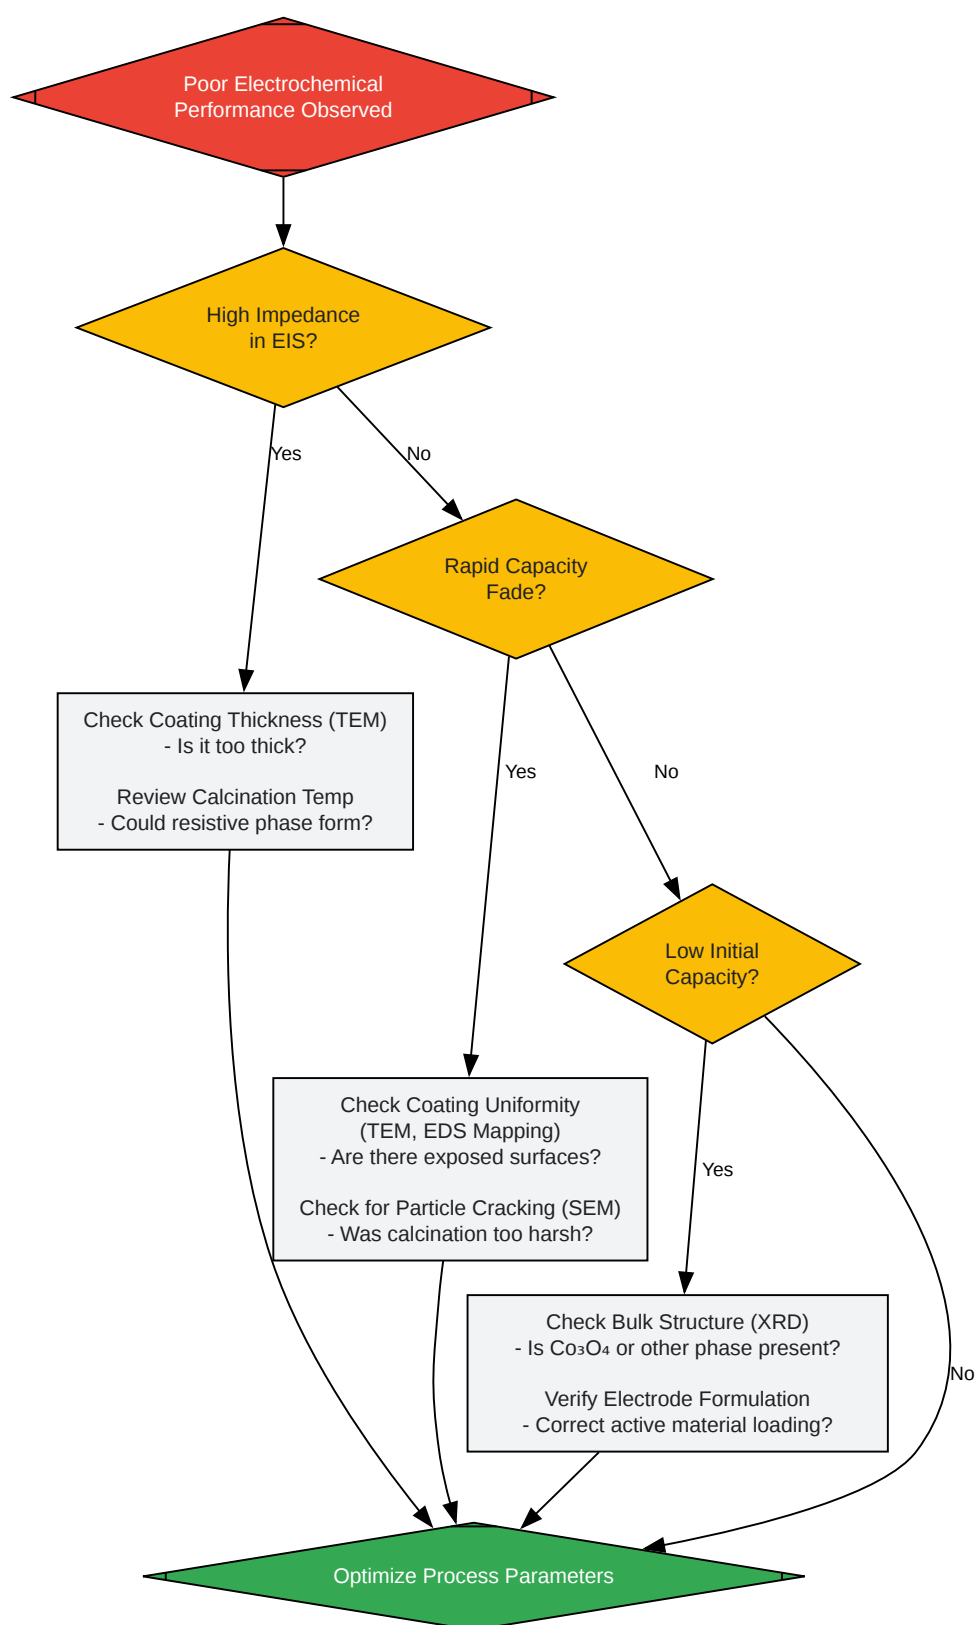 Poor Electrochemical
Performance Observed
High Impedance
in EIS?
Yes
No
Rapid Capacity
Fade?
Check Coating Thickness (TEM)
- Is it too thick?
Review Calcination Temp
- Could resistive phase form?
Yes
No
Low Initial
Capacity?
Check Coating Uniformity
(TEM, EDS Mapping)
- Are there exposed surfaces?
Check for Particle Cracking (SEM)
- Was calcination too harsh?
Yes
No
Check Bulk Structure (XRD)
- Is Co₃O₄ or other phase present?
Verify Electrode Formulation
- Correct active material loading?
Optimize Process Parameters